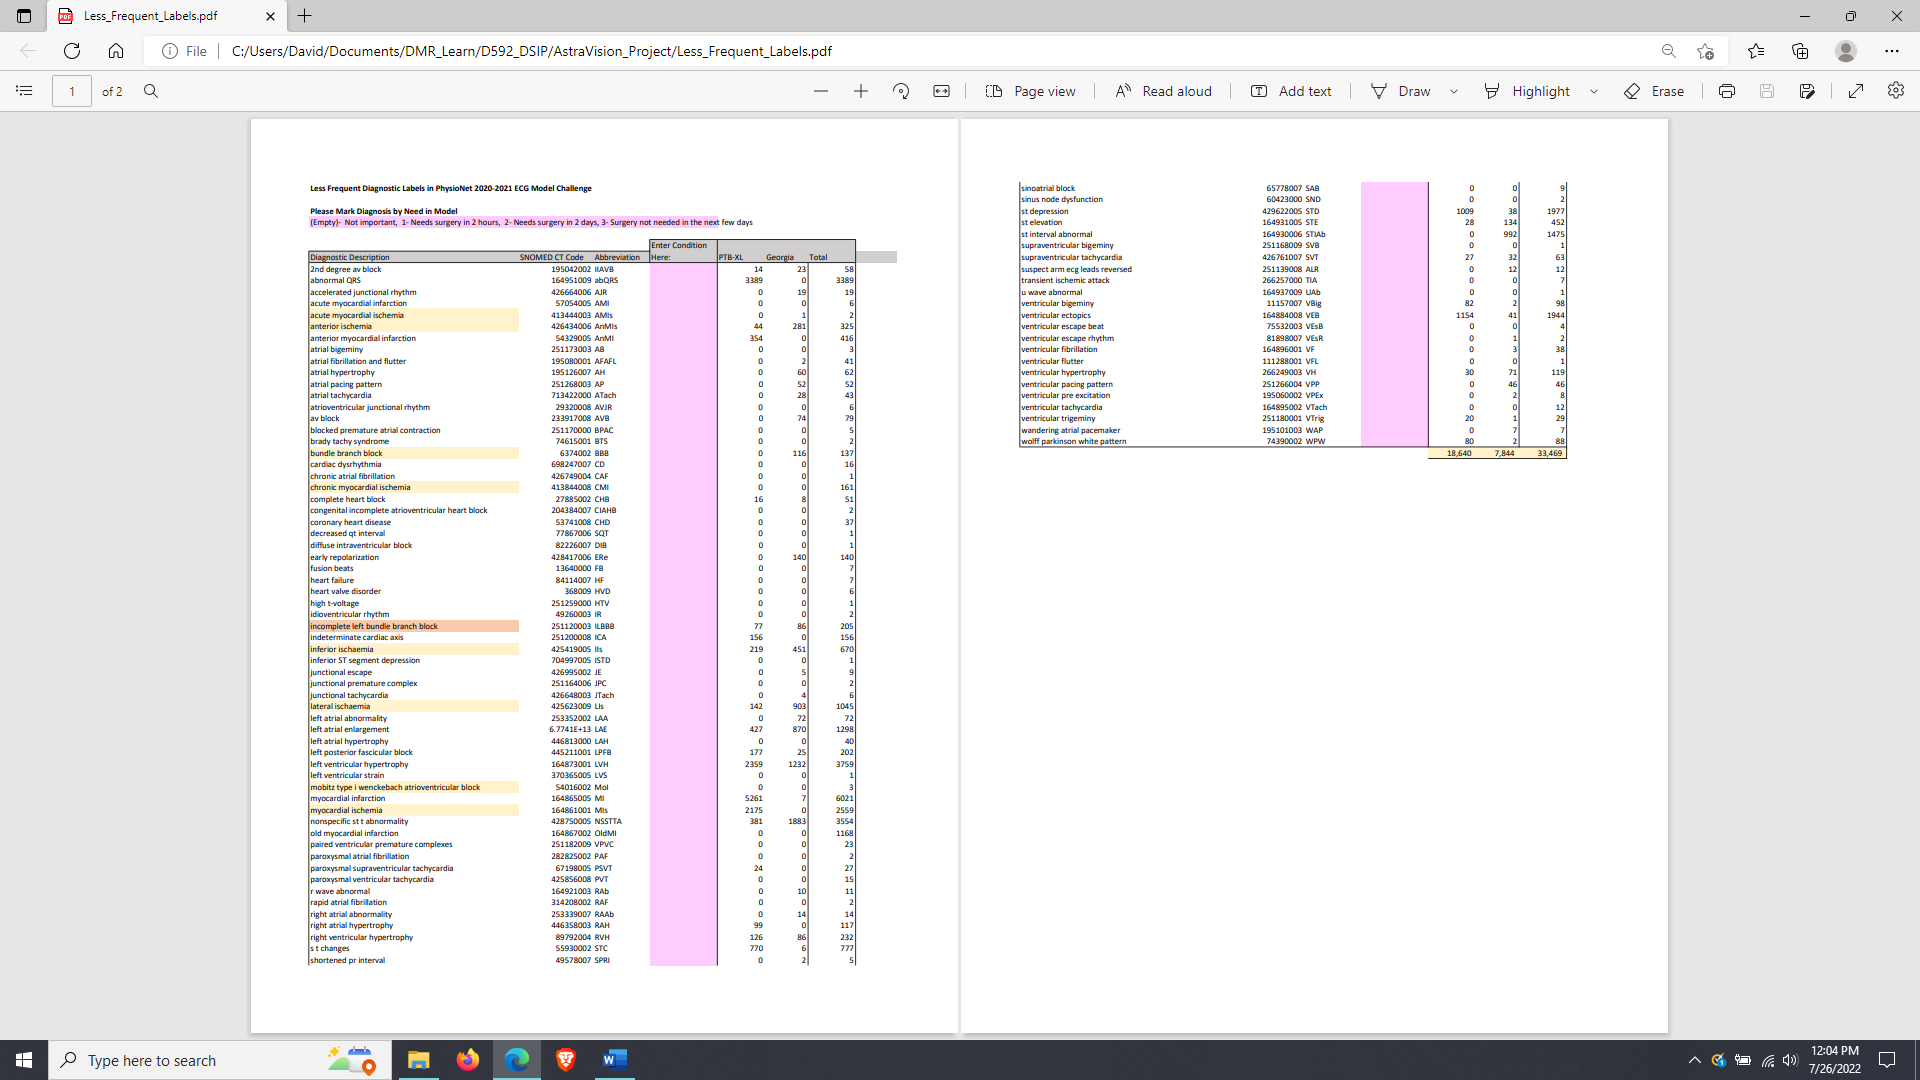 Less_Frequent_Labels.pdf
File C:/Users/David/Documents/DMR_Learn/D592_DSIP/AstraVision_Project/Less_Frequent_Labels.pdf
1 of 2 Page view Read aloud Add text Draw Highlight Erase
Less Frequent Diagnostic Labels in PhysioNet 2020-2021 ECG Model Challenge
Please Mark Diagnosis by Need in Model
(Empty)- Not important, 1- Needs surgery in 2 hours, 2- Needs surgery in 2 days, 3- Surgery not needed in the next few days
Enter Condition
Diagnostic Description SNOMED CT Code Abbreviation Here: PTB-XL Georgia Total
2nd degree av block 195042002 IIAVB 14 23 58
abnormal QRS 164951009 abQRS 3389 0 3389
accelerated junctional rhythm 426664006 AJR 0 19 19
acute myocardial infarction 57054005 AMI 0 0 6
acute myocardial ischemia 413444003 AMIs 0 1 2
anterior ischemia 426434006 AnMIs 44 281 325
anterior myocardial infarction 54329005 AnMI 354 0 416
atrial bigeminy 251173003 AB 0 0 3
atrial fibrillation and flutter 195080001 AFAFL 0 2 41
atrial hypertrophy 195126007 AH 0 60 62
atrial pacing pattern 251268003 AP 0 52 52
atrial tachycardia 713422000 ATach 0 28 43
atrioventricular junctional rhythm 29320008 AVJR 0 0 6
av block 233917008 AVB 0 74 79
blocked premature atrial contraction 251170000 BPAC 0 0 5
brady tachy syndrome 74615001 BTS 0 0 2
bundle branch block 6374002 BBB 0 116 137
cardiac dysrhythmia 698247007 CD 0 0 16
chronic atrial fibrillation 426749004 CAF 0 0 1
chronic myocardial ischemia 413844008 CMI 0 0 161
complete heart block 27885002 CHB 16 8 51
congenital incomplete atrioventricular heart block 204384007 CIAHB 0 0 2
coronary heart disease 53741008 CHD 0 0 37
decreased qt interval 77867006 SQT 0 0 1
diffuse intraventricular block 82226007 DIB 0 0 1
early repolarization 428417006 ERe 0 140 140
fusion beats 13640000 FB 0 0 7
heart failure 84114007 HF 0 0 7
heart valve disorder 368009 HVD 0 0 6
high t-voltage 251259000 HTV 0 0 1
idioventricular rhythm 49260003 IR 0 0 2
incomplete left bundle branch block 251120003 ILBBB 77 86 205
indeterminate cardiac axis 251200008 ICA 156 0 156
inferior ischaemia 425419005 IIs 219 451 670
inferior ST segment depression 704997005 ISTD 0 0 1
junctional escape 426995002 JE 0 5 9
junctional premature complex 251164006 JPC 0 0 2
junctional tachycardia 426648003 JTach 0 4 6
lateral ischaemia 425623009 LIs 142 903 1045
left atrial abnormality 253352002 LAA 0 72 72
left atrial enlargement 6.7741E+13 LAE 427 870 1298
left atrial hypertrophy 446813000 LAH 0 0 40
left posterior fascicular block 445211001 LPFB 177 25 202
left ventricular hypertrophy 164873001 LVH 2359 1232 3759
left ventricular strain 370365005 LVS 0 0 1
mobitz type i wenckebach atrioventricular block 54016002 MoI 0 0 3
myocardial infarction 164865005 MI 5261 7 6021
myocardial ischemia 164861001 MIs 2175 0 2559
nonspecific st t abnormality 428750005 NSSTTA 381 1883 3554
old myocardial infarction 164867002 OldMI 0 0 1168
paired ventricular premature complexes 251182009 VPVC 0 0 23
paroxysmal atrial fibrillation 282825002 PAF 0 0 2
paroxysmal supraventricular tachycardia 67198005 PSVT 24 0 27
paroxysmal ventricular tachycardia 425856008 PVT 0 0 15
r wave abnormal 164921003 RAb 0 10 11
rapid atrial fibrillation 314208002 RAF 0 0 2
right atrial abnormality 253339007 RAAb 0 14 14
right atrial hypertrophy 446358003 RAH 99 0 117
right ventricular hypertrophy 89792004 RVH 126 86 232
s t changes 55930002 STC 770 6 777
shortened pr interval 49578007 SPRI 0 2 5
sinoatrial block 65778007 SAB 0 0 9
sinus node dysfunction 60423000 SND 0 0 2
st depression 429622005 STD 1009 38 1977
st elevation 164931005 STE 28 134 452
st interval abnormal 164930006 STIAb 0 992 1475
supraventricular bigeminy 251168009 SVB 0 0 1
supraventricular tachycardia 426761007 SVT 27 32 63
suspect arm ecg leads reversed 251139008 ALR 0 12 12
transient ischemic attack 266257000 TIA 0 0 7
u wave abnormal 164937009 UAb 0 0 1
ventricular bigeminy 11157007 VBig 82 2 98
ventricular ectopics 164884008 VEB 1154 41 1944
ventricular escape beat 75532003 VEsB 0 0 4
ventricular escape rhythm 81898007 VEsR 0 1 2
ventricular fibrillation 164896001 VF 0 3 38
ventricular flutter 111288001 VFL 0 0 1
ventricular hypertrophy 266249003 VH 30 71 119
ventricular pacing pattern 251266004 VPP 0 46 46
ventricular pre excitation 195060002 VPEx 0 2 8
ventricular tachycardia 164895002 VTach 0 0 12
ventricular trigeminy 251180001 VTrig 20 1 29
wandering atrial pacemaker 195101003 WAP 0 7 7
wolff parkinson white pattern 74390002 WPW 80 2 88
18,640 7,844 33,469
Type here to search
12:04 PM
7/26/2022